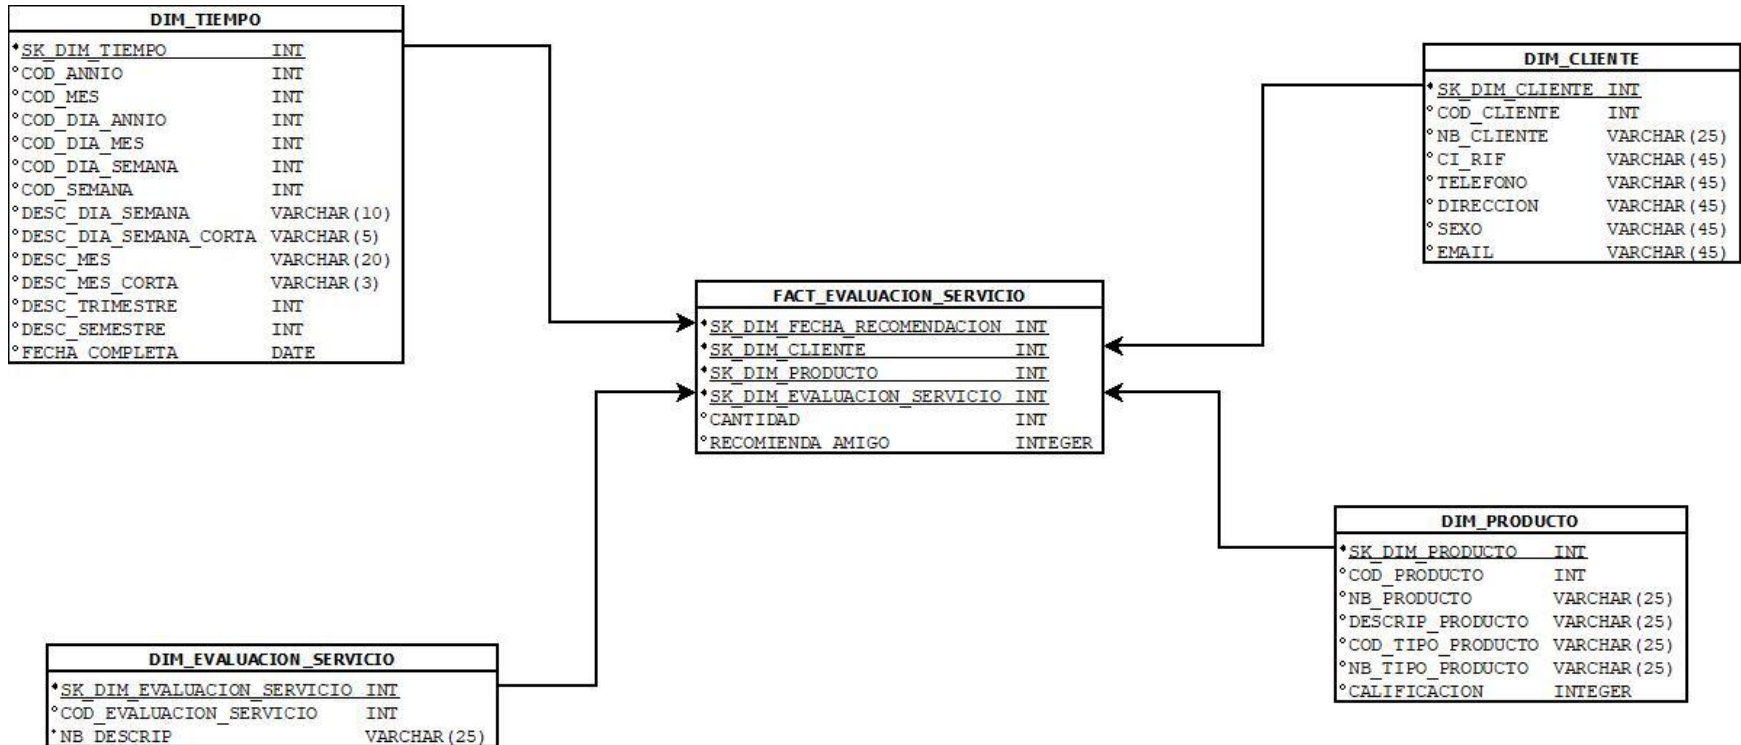 DIM_TIEMPO
SK_DIM_TIEMPO INT
COD_ANNIO INT
COD_MES INT
COD_DIA_ANNIO INT
COD_DIA_MES INT
COD_DIA_SEMANA INT
COD_SEMANA INT
DESC_DIA_SEMANA VARCHAR(10)
DESC_DIA_SEMANA_CORTA VARCHAR(5)
DESC_MES VARCHAR(20)
DESC_MES_CORTA VARCHAR(3)
DESC_TRIMESTRE INT
DESC_SEMESTRE INT
FECHA_COMPLETA DATE
DIM_CLIENTE
SK_DIM_CLIENTE INT
COD_CLIENTE INT
NB_CLIENTE VARCHAR(25)
CI_RIF VARCHAR(45)
TELEFONO VARCHAR(45)
DIRECCION VARCHAR(45)
SEXO VARCHAR(45)
EMAIL VARCHAR(45)
FACT_EVALUACION_SERVICIO
SK_DIM_FECHA_RECOMENDACION INT
SK_DIM_CLIENTE INT
SK_DIM_PRODUCTO INT
SK_DIM_EVALUACION_SERVICIO INT
CANTIDAD INT
RECOMIENDA_AMIGO INTEGER
DIM_PRODUCTO
SK_DIM_PRODUCTO INT
COD_PRODUCTO INT
NB_PRODUCTO VARCHAR(25)
DESCRIP_PRODUCTO VARCHAR(25)
COD_TIPO_PRODUCTO VARCHAR(25)
NB_TIPO_PRODUCTO VARCHAR(25)
CALIFICACION INTEGER
DIM_EVALUACION_SERVICIO
SK_DIM_EVALUACION_SERVICIO INT
COD_EVALUACION_SERVICIO INT
NB_DESCRIP VARCHAR(25)